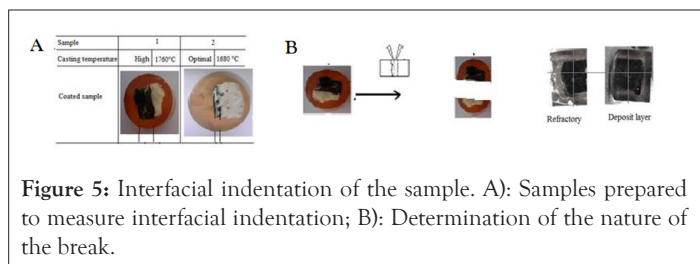 A
Sample 1 2
Casting temperature High 1760°C Optimal 1680 °C
Coated sample
B
Refractory Deposit layer
Figure 5: Interfacial indentation of the sample. A): Samples prepared
to measure interfacial indentation; B): Determination of the nature of
the break.